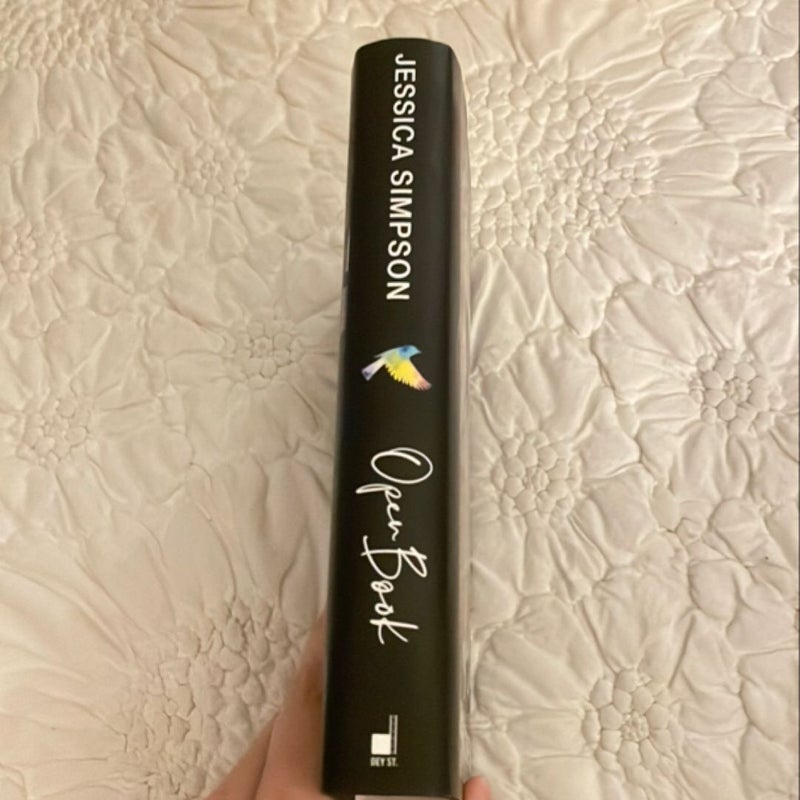 JESSICA SIMPSON
Open Book
DEY ST.